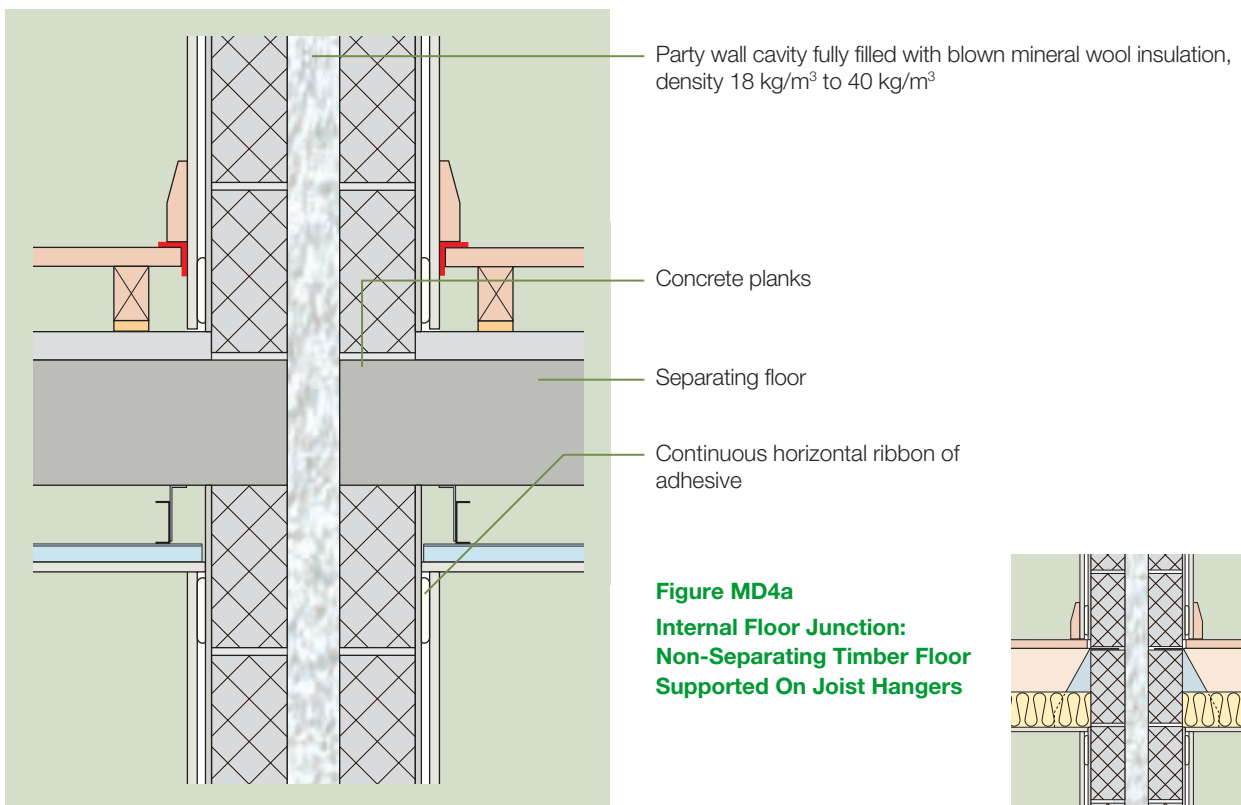 Party wall cavity fully filled with blown mineral wool insulation,
density 18 kg/m³ to 40 kg/m³
Concrete planks
Separating floor
Continuous horizontal ribbon of
adhesive
Figure MD4a
Internal Floor Junction:
Non-Separating Timber Floor
Supported On Joist Hangers